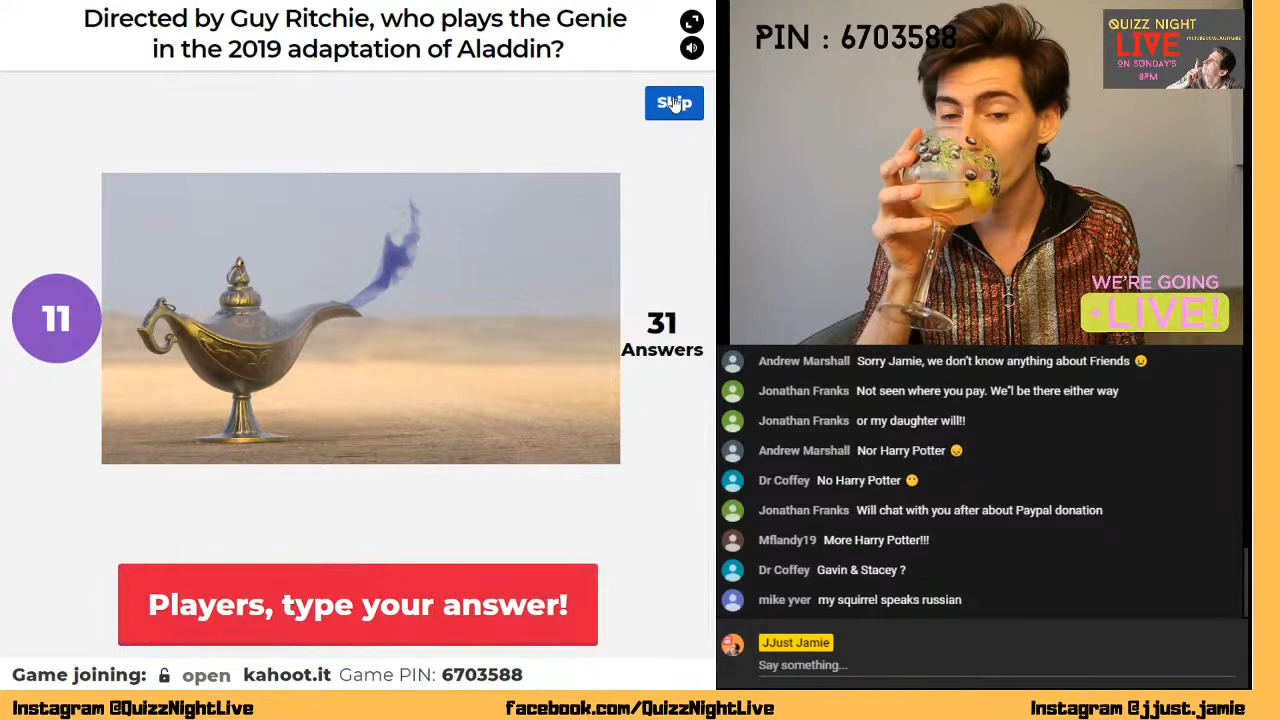 Directed by Guy Ritchie, who plays the Genie
in the 2019 adaptation of Aladdin?
Skip
11
31
Answers
Players, type your answer!
Game joining: open kahoot.it Game PIN: 6703588
PIN : 6703588
QUIZZ NIGHT
LIVE
YOUTUBE.COM/JJUSTJAMIE
ON SUNDAY'S
8PM
WE'RE GOING
LIVE!
Andrew Marshall Sorry Jamie, we don't know anything about Friends 😢
Jonathan Franks Not seen where you pay. We"l be there either way
Jonathan Franks or my daughter will!!
Andrew Marshall Nor Harry Potter 😞
Dr Coffey No Harry Potter 😶
Jonathan Franks Will chat with you after about Paypal donation
Mflandy19 More Harry Potter!!!
Dr Coffey Gavin & Stacey ?
mike yver my squirrel speaks russian
JJust Jamie
Say something...
Instagram @QuizzNightLive facebook.com/QuizzNightLive Instagram @jjust.jamie